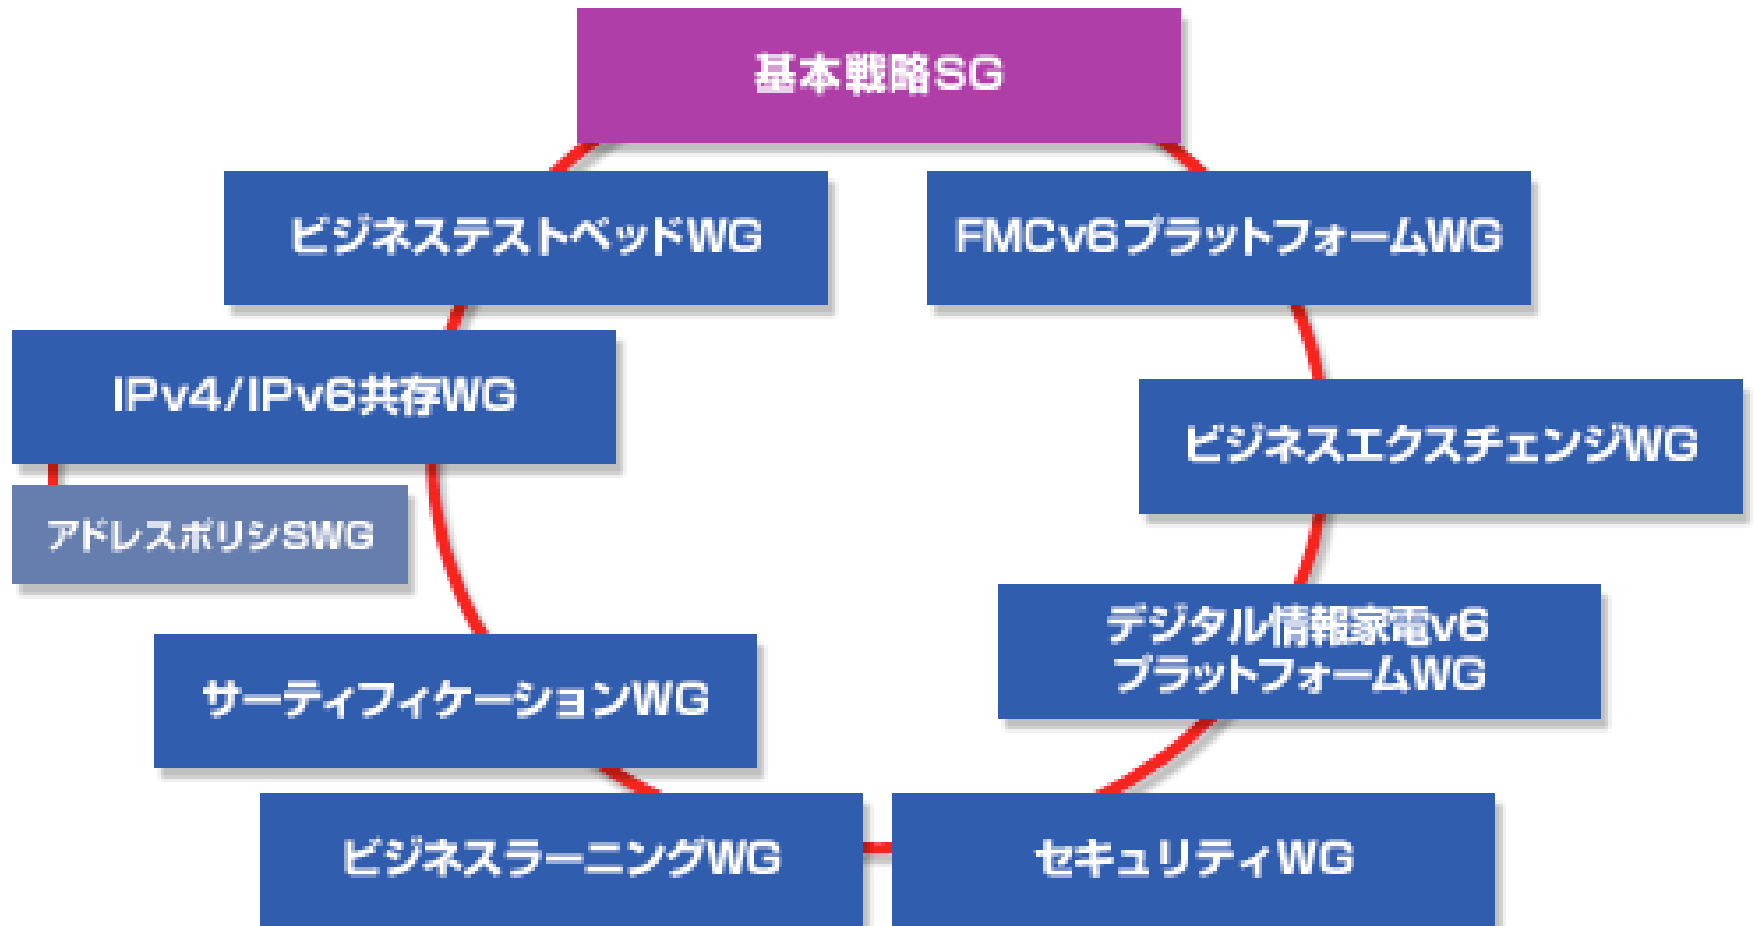 基本戦略SG
ビジネステストベッドWG
FMCv6プラットフォームWG
IPv4/IPv6共存WG
ビジネスエクスチェンジWG
アドレスポリシSWG
デジタル情報家電v6
プラットフォームWG
サーティフィケーションWG
ビジネスラーニングWG
セキュリティWG